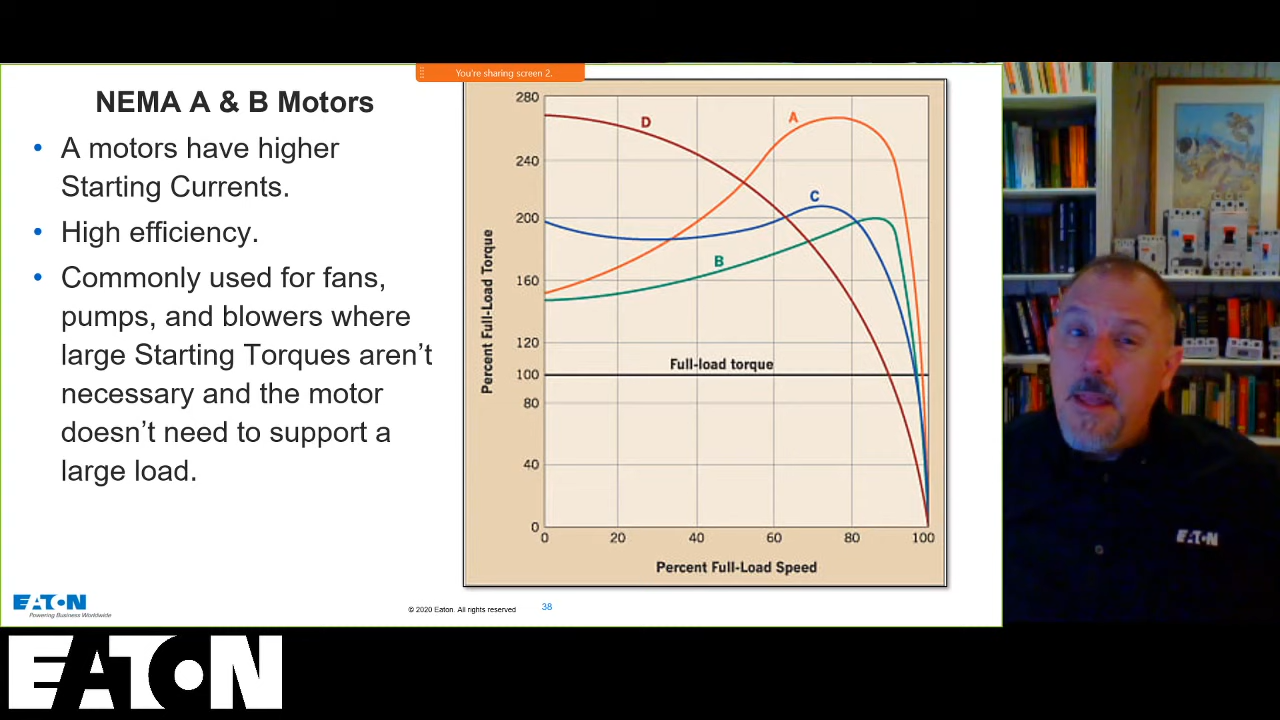 You're sharing screen 2.
NEMA A & B Motors
• A motors have higher
Starting Currents.
• High efficiency.
• Commonly used for fans,
pumps, and blowers where
large Starting Torques aren't
necessary and the motor
doesn't need to support a
large load.
Percent Full-Load Torque
280
240
200
160
120
100
80
40
0
D
A
C
B
Full-load torque
0 20 40 60 80 100
Percent Full-Load Speed
EATON
Powering Business Worldwide
© 2020 Eaton. All rights reserved
38
EATON
EATON